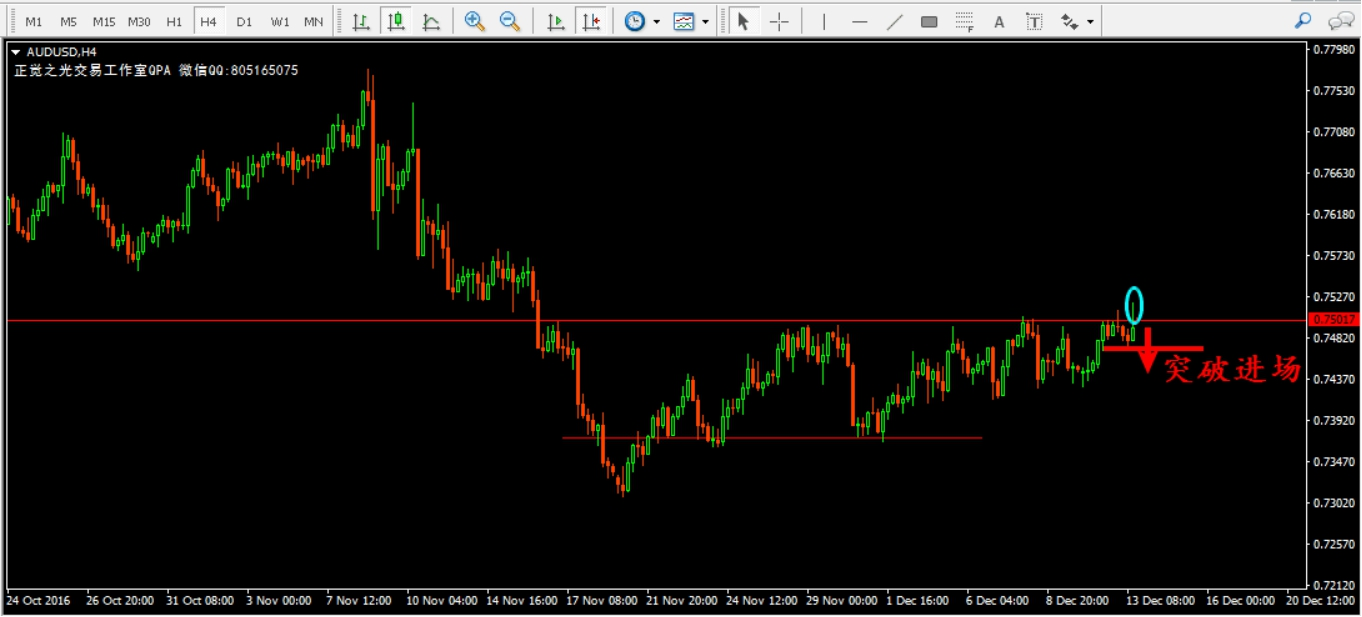 M1 M5 M15 M30 H1 H4 D1 W1 MN
F A T
AUDUSD,H4
正觉之光交易工作室QPA 微信QQ:805165075
0.77980
0.77530
0.77080
0.76630
0.76180
0.75730
0.75270
0.75017
0.74820
突破进场
0.74370
0.73920
0.73470
0.73020
0.72570
0.72120
24 Oct 2016 26 Oct 20:00 31 Oct 08:00 3 Nov 00:00 7 Nov 12:00 10 Nov 04:00 14 Nov 16:00 17 Nov 08:00 21 Nov 20:00 24 Nov 12:00 29 Nov 00:00 1 Dec 16:00 6 Dec 04:00 8 Dec 20:00 13 Dec 08:00 16 Dec 00:00 20 Dec 12:00